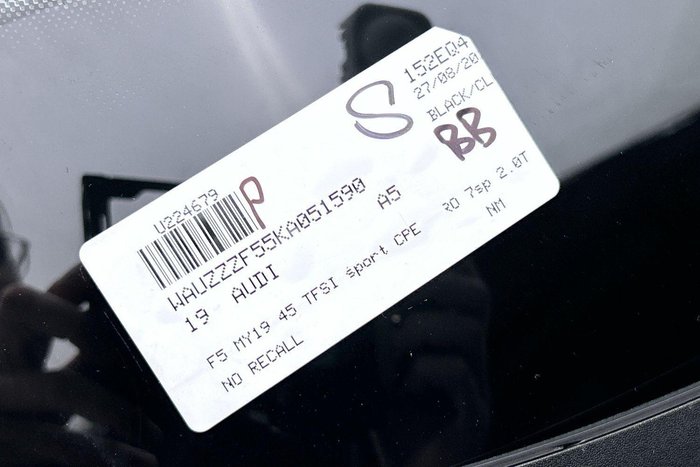 152EQ4
27/08/20
BLACK/CL
S
BB
U224679
P
WAUZZZF55KA051590
19 AUDI A5
F5 MY19 45 TFSI sport CPE RO 7sp 2.0T
NO RECALL NM